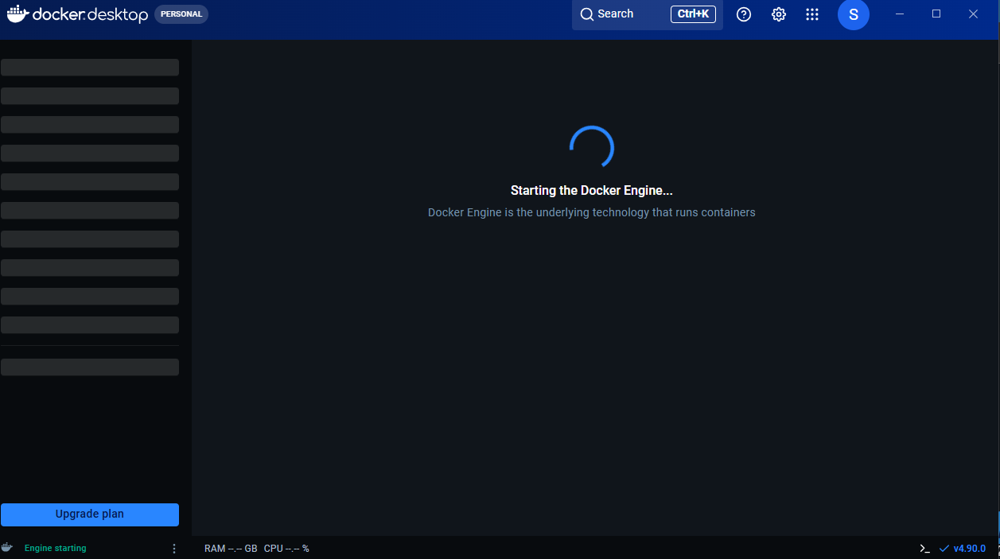 docker.desktop PERSONAL
Search Ctrl+K
S
Starting the Docker Engine...
Docker Engine is the underlying technology that runs containers
Upgrade plan
Engine starting
RAM --.-- GB CPU --.-- %
v4.90.0